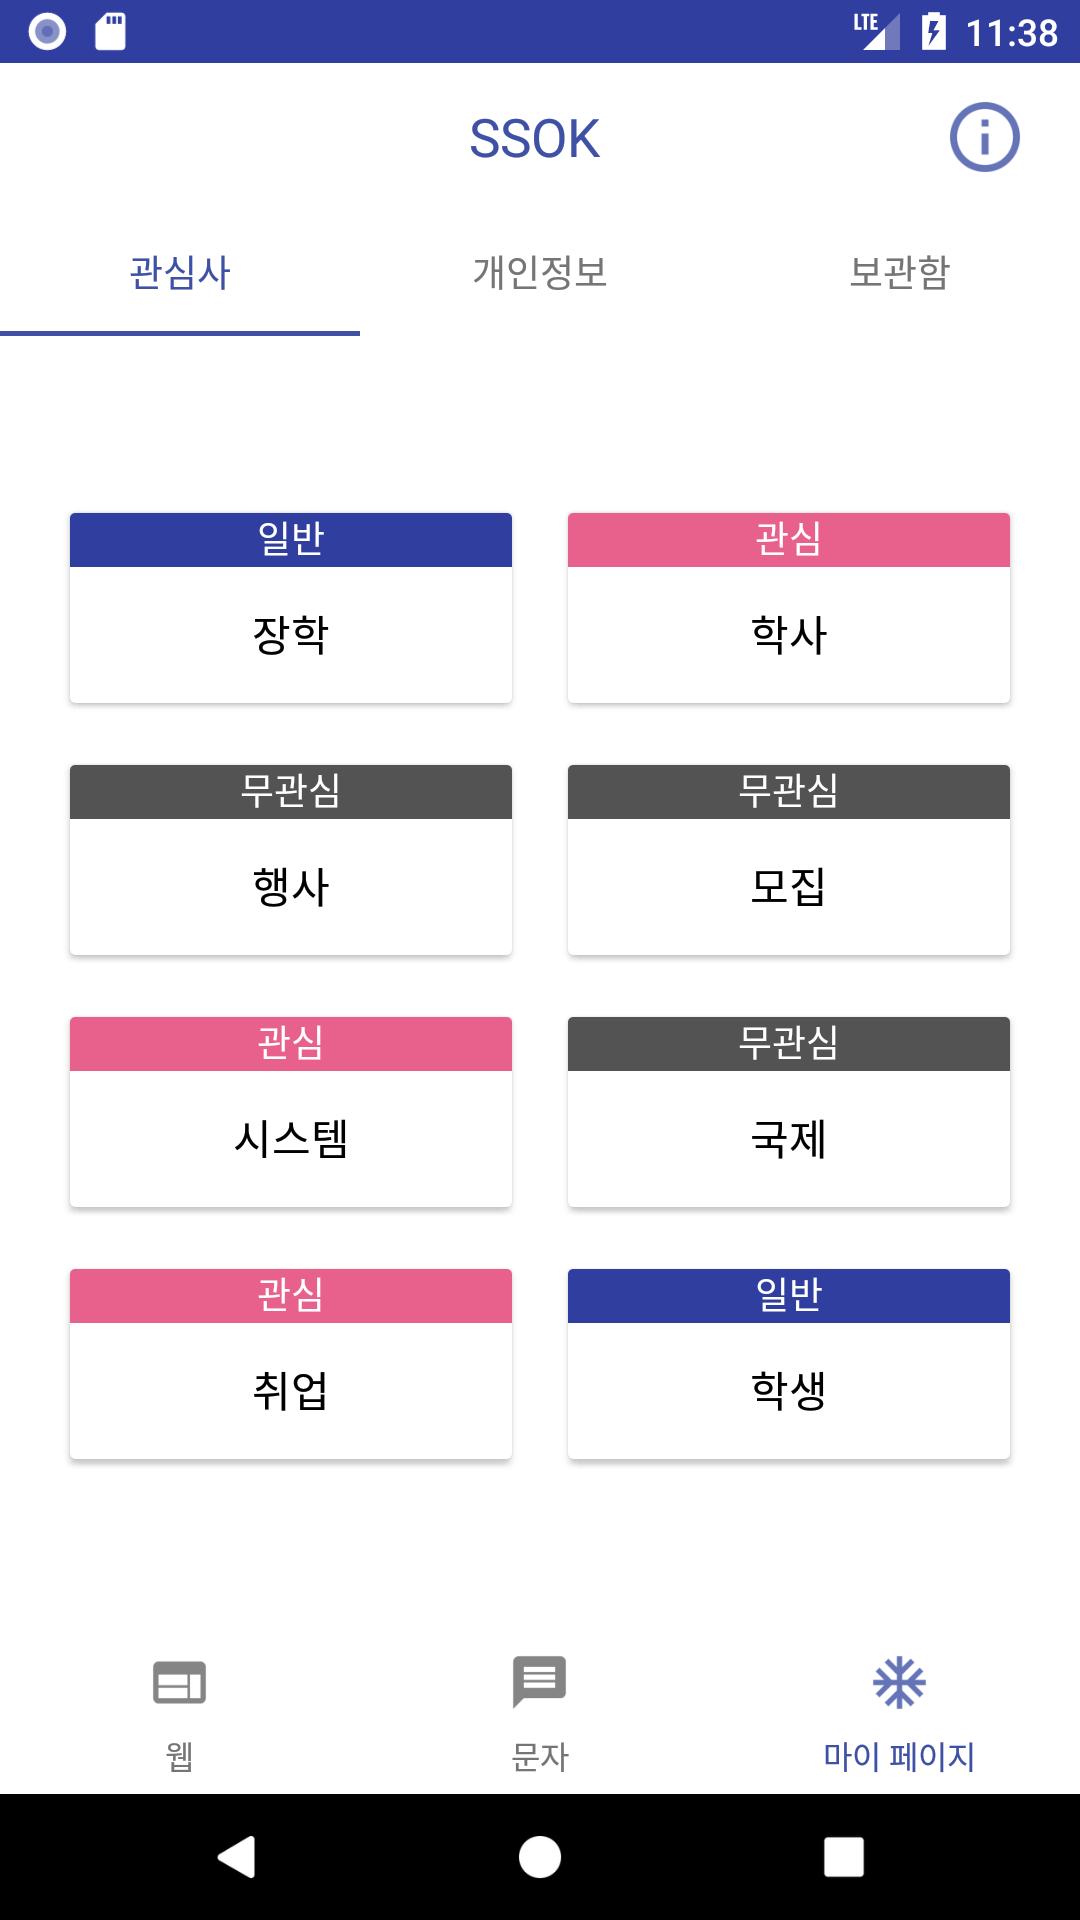 LTE 11:38
SSOK
관심사 개인정보 보관함
일반 관심
장학 학사
무관심 무관심
행사 모집
관심 무관심
시스템 국제
관심 일반
취업 학생
웹 문자 마이 페이지